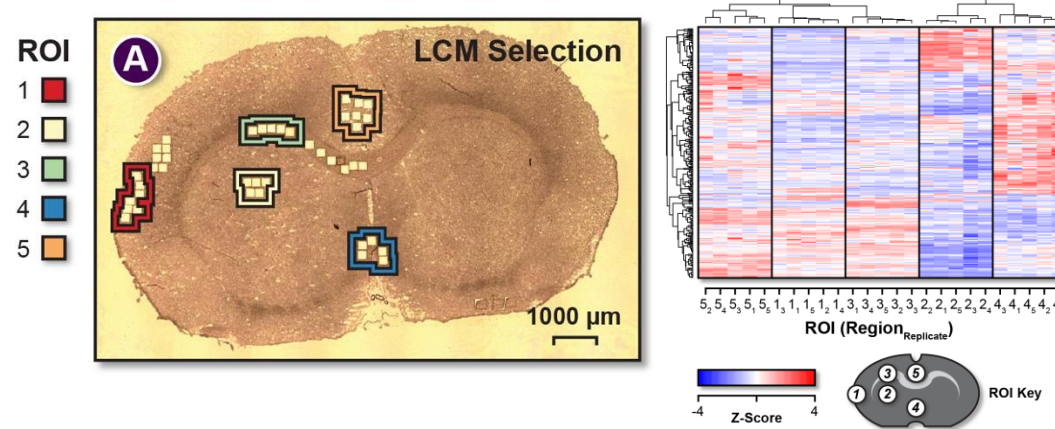 ROI
1
2
3
4
5
A
LCM Selection
1000 µm
5₂ 5₄ 5₃ 5₁ 5₅ 1₃ 1₁ 1₅ 1₂ 1₄ 3₁ 3₄ 3₅ 3₂ 3₃ 2₂ 2₁ 2₅ 2₃ 2₄ 4₃ 4₁ 4₅ 4₂
ROI (Region_Replicate)
-4 4
Z-Score
3 5
1 2
4
ROI Key